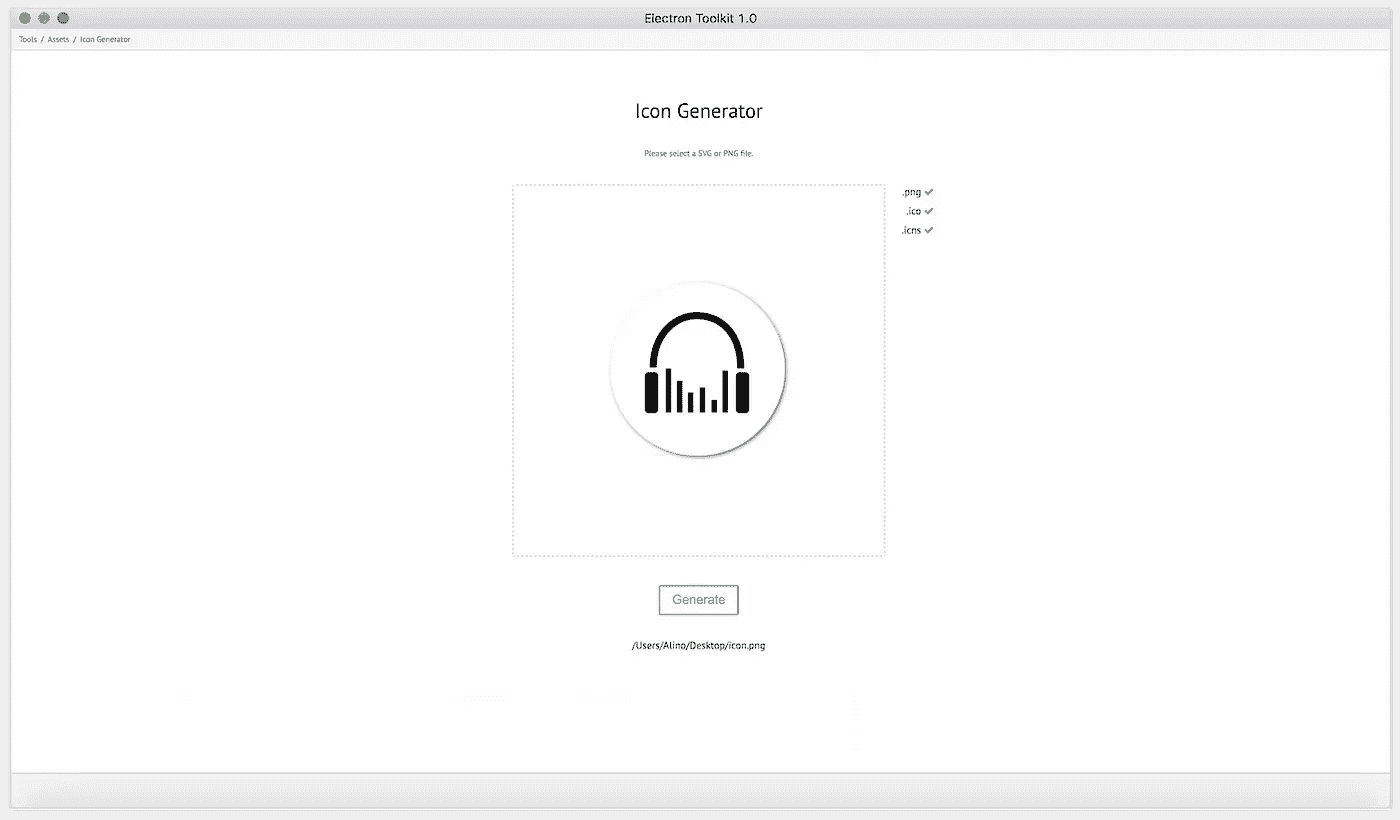 Electron Toolkit 1.0
Tools / Assets / Icon Generator
Icon Generator
Please select a SVG or PNG file.
.png
.ico
.icns
Generate
/Users/Alino/Desktop/icon.png